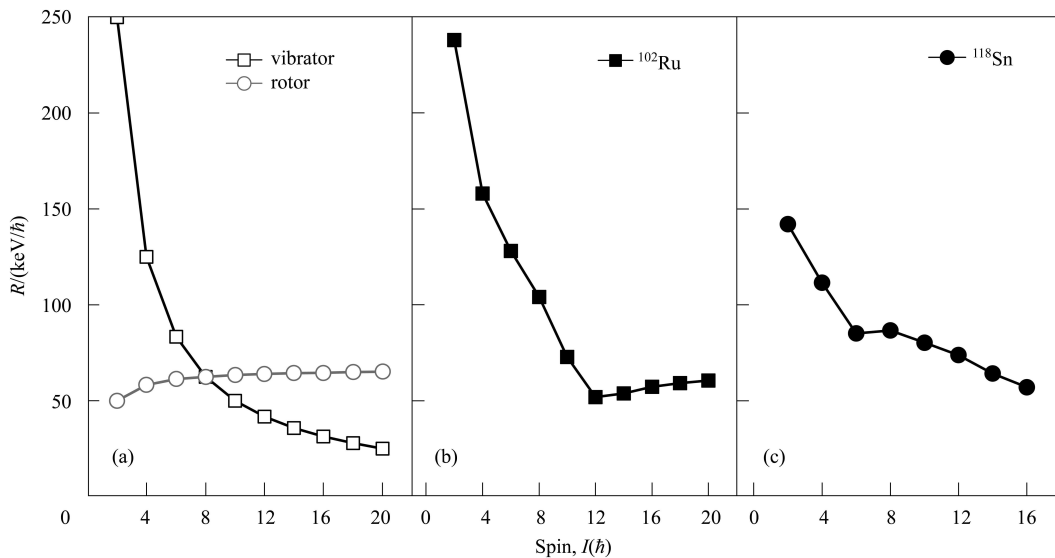 250
200
150
100
50
R/(keV/ħ)
vibrator
rotor
(a)
0 4 8 12 16 20
¹⁰²Ru
(b)
0 4 8 12 16 20
¹¹⁸Sn
(c)
0 4 8 12 16
Spin, I(ħ)